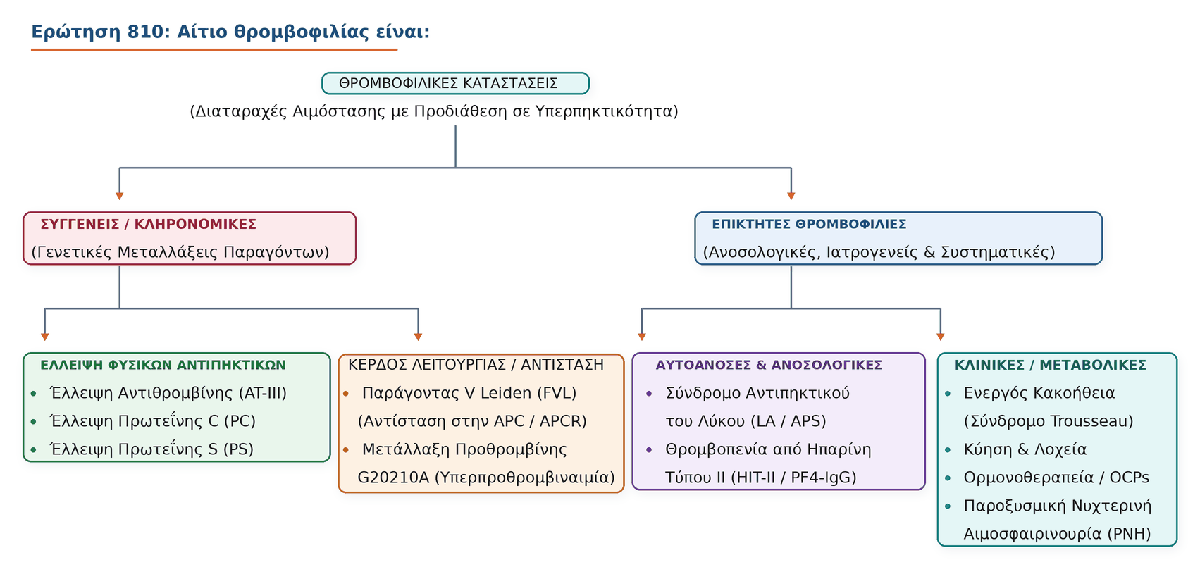 Ερώτηση 810: Αίτιο θρομβοφιλίας είναι:
ΘΡΟΜΒΟΦΙΛΙΚΕΣ ΚΑΤΑΣΤΑΣΕΙΣ
(Διαταραχές Αιμόστασης με Προδιάθεση σε Υπερπηκτικότητα)
ΣΥΓΓΕΝΕΙΣ / ΚΛΗΡΟΝΟΜΙΚΕΣ
(Γενετικές Μεταλλάξεις Παραγόντων)
ΕΠΙΚΤΗΤΕΣ ΘΡΟΜΒΟΦΙΛΙΕΣ
(Ανοσολογικές, Ιατρογενείς & Συστηματικές)
ΕΛΛΕΙΨΗ ΦΥΣΙΚΩΝ ΑΝΤΙΠΗΚΤΙΚΩΝ
• Έλλειψη Αντιθρομβίνης (AT-III)
• Έλλειψη Πρωτεΐνης C (PC)
• Έλλειψη Πρωτεΐνης S (PS)
ΚΕΡΔΟΣ ΛΕΙΤΟΥΡΓΙΑΣ / ΑΝΤΙΣΤΑΣΗ
• Παράγοντας V Leiden (FVL)
(Αντίσταση στην APC / APCR)
• Μετάλλαξη Προθρομβίνης
G20210A (Υπερπροθρομβιναιμία)
ΑΥΤΟΑΝΟΣΕΣ & ΑΝΟΣΟΛΟΓΙΚΕΣ
• Σύνδρομο Αντιπηκτικού
του Λύκου (LA / APS)
• Θρομβοπενία από Ηπαρίνη
Τύπου II (HIT-II / PF4-IgG)
ΚΛΙΝΙΚΕΣ / ΜΕΤΑΒΟΛΙΚΕΣ
• Ενεργός Κακοήθεια
(Σύνδρομο Trousseau)
• Κύηση & Λοχεία
• Ορμονοθεραπεία / OCPs
• Παροξυσμική Νυχτερινή
Αιμοσφαιρινουρία (PNH)